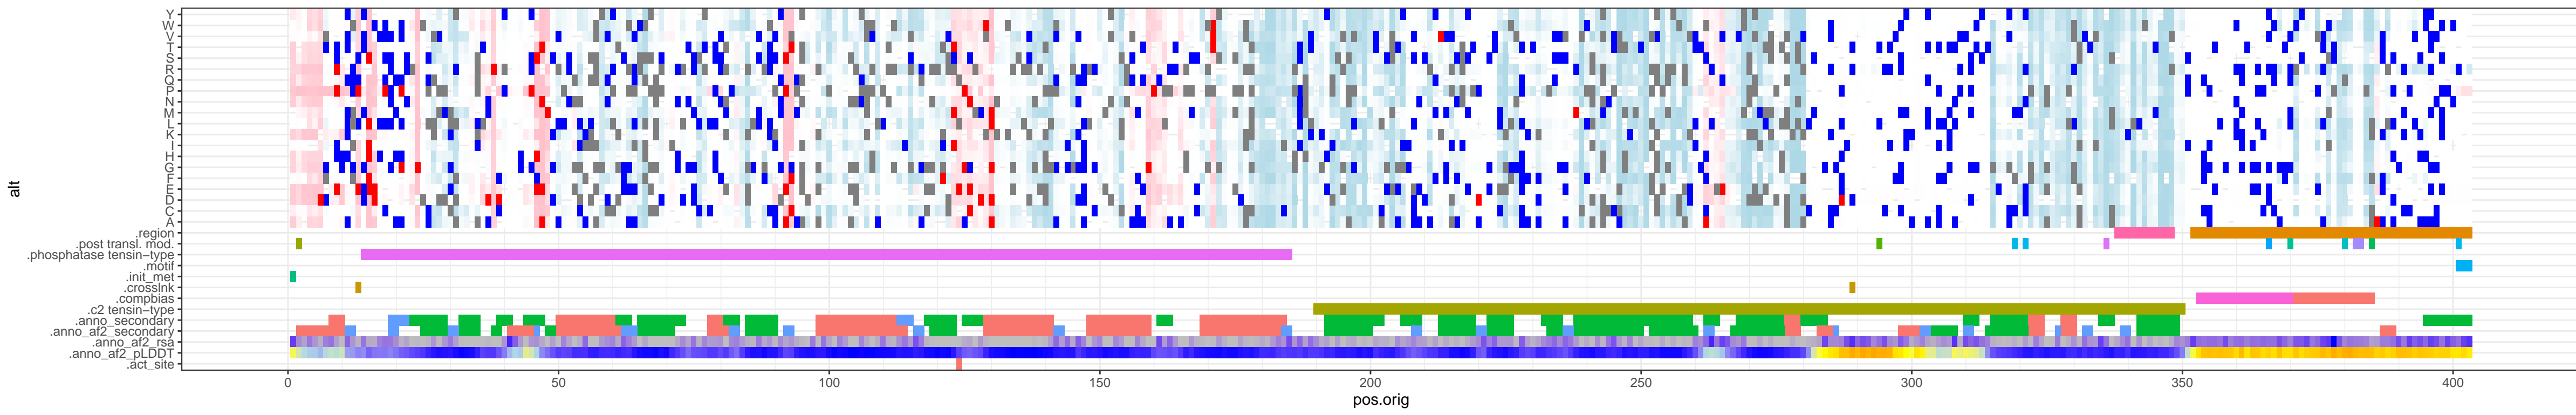 Y
W
V
T
S
R
Q
P
N
M
L
K
I
H
G
F
E
D
C
A
.region
.post transl. mod.
.phosphatase tensin−type
.motif
.init_met
.crosslnk
.compbias
.c2 tensin−type
.anno_secondary
.anno_af2_secondary
.anno_af2_rsa
.anno_af2_pLDDT
.act_site
alt
0 50 100 150 200 250 300 350 400
pos.orig